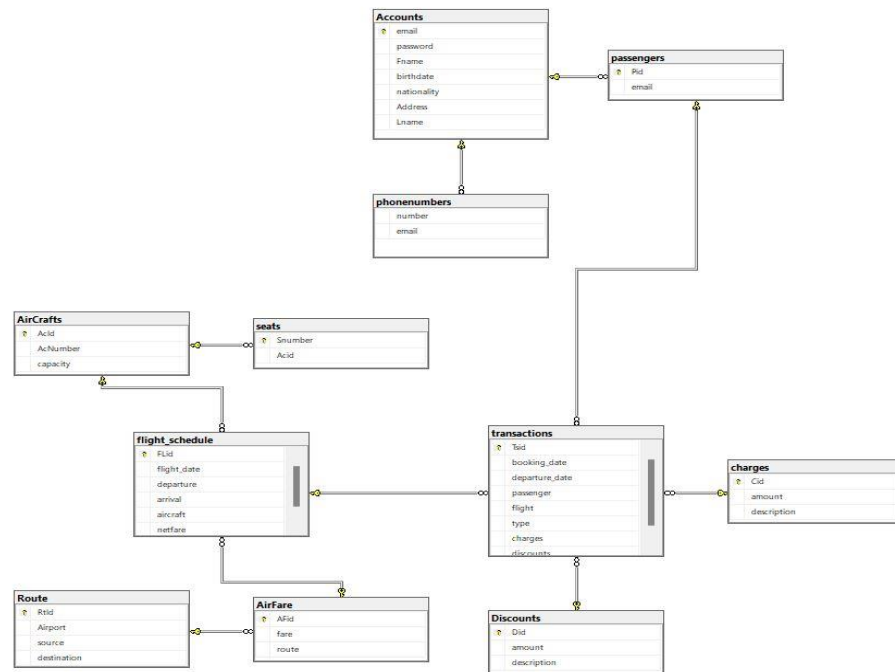 Accounts
email
password
Fname
birthdate
nationality
Address
Lname
passengers
Pid
email
phonenumbers
number
email
AirCrafts
AcId
AcNumber
capacity
seats
Snumber
Acid
flight_schedule
FLid
flight_date
departure
arrival
aircraft
netfare
transactions
Tsid
booking_date
departure_date
passenger
flight
type
charges
discounts
charges
Cid
amount
description
Route
RtId
Airport
source
destination
AirFare
AFid
fare
route
Discounts
Did
amount
description